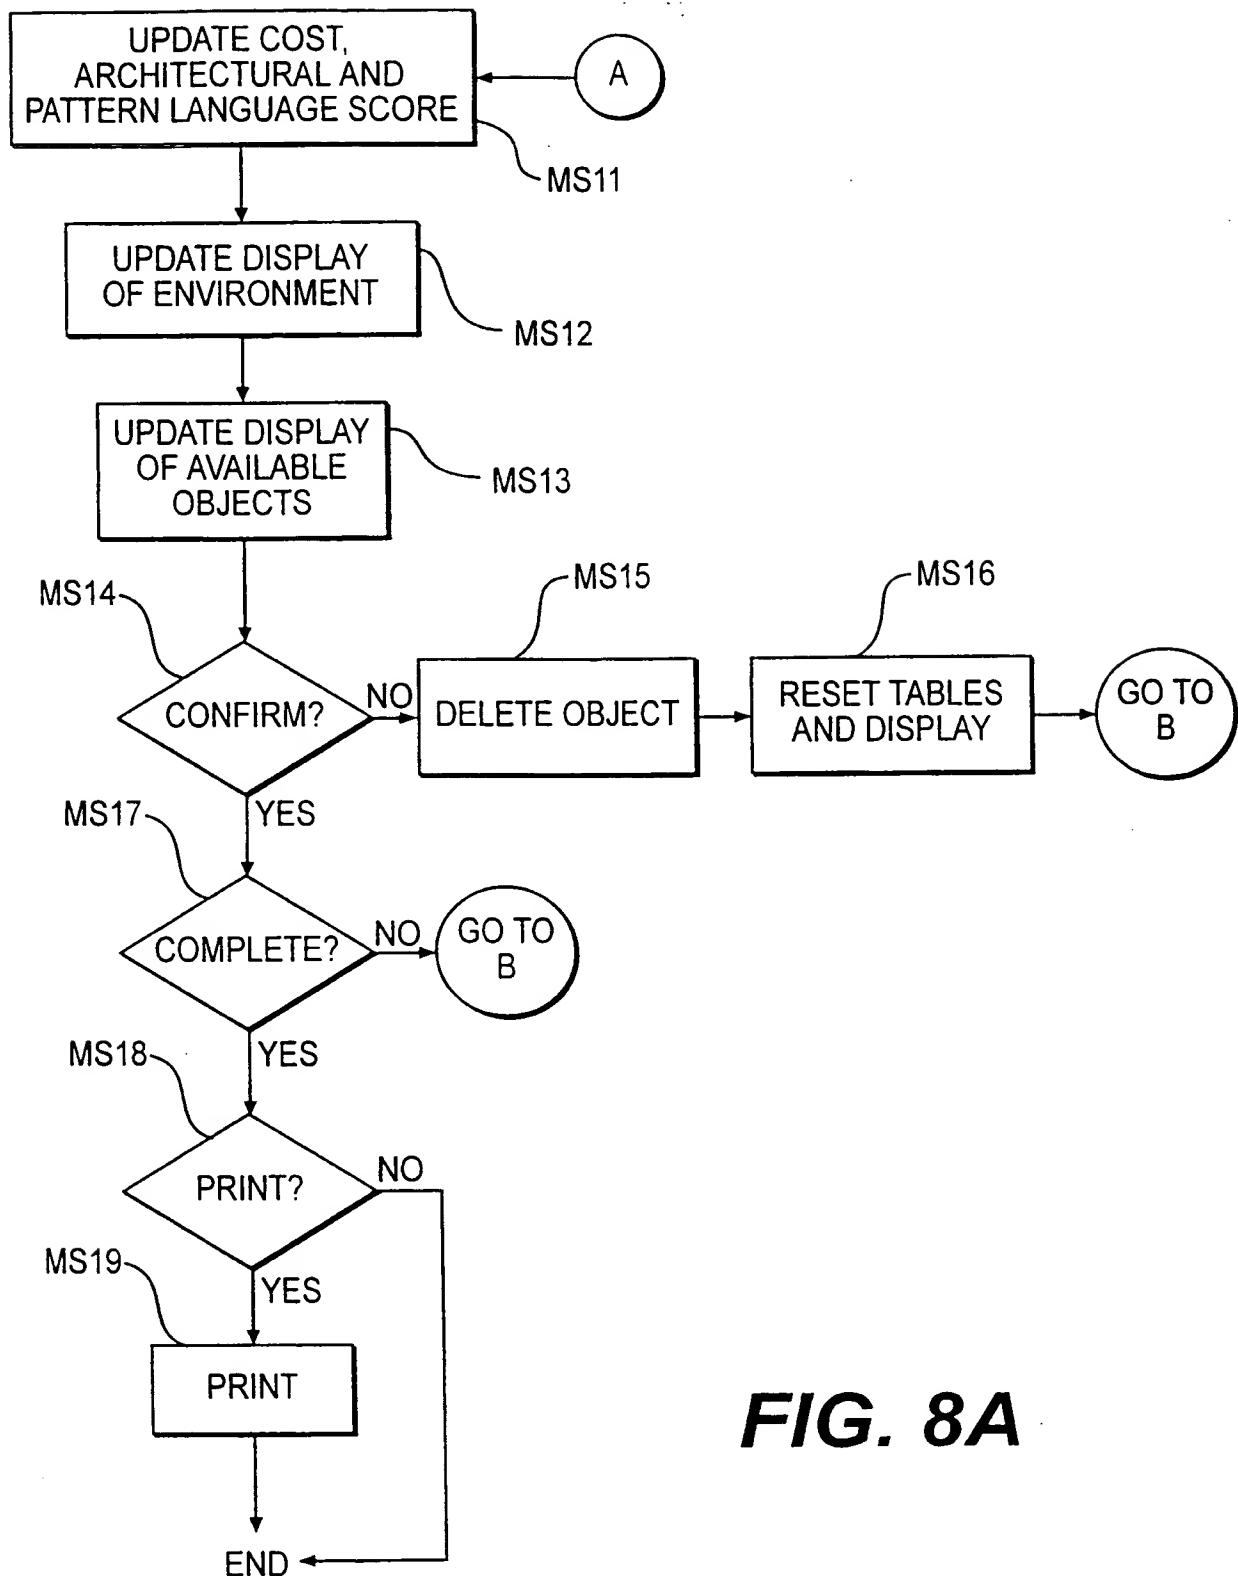 UPDATE COST,
ARCHITECTURAL AND
PATTERN LANGUAGE SCORE
A
MS11
UPDATE DISPLAY
OF ENVIRONMENT
MS12
UPDATE DISPLAY
OF AVAILABLE
OBJECTS
MS13
MS14
CONFIRM?
NO
MS15
DELETE OBJECT
MS16
RESET TABLES
AND DISPLAY
GO TO
B
YES
MS17
COMPLETE?
NO
GO TO
B
YES
MS18
PRINT?
NO
YES
MS19
PRINT
END
FIG. 8A